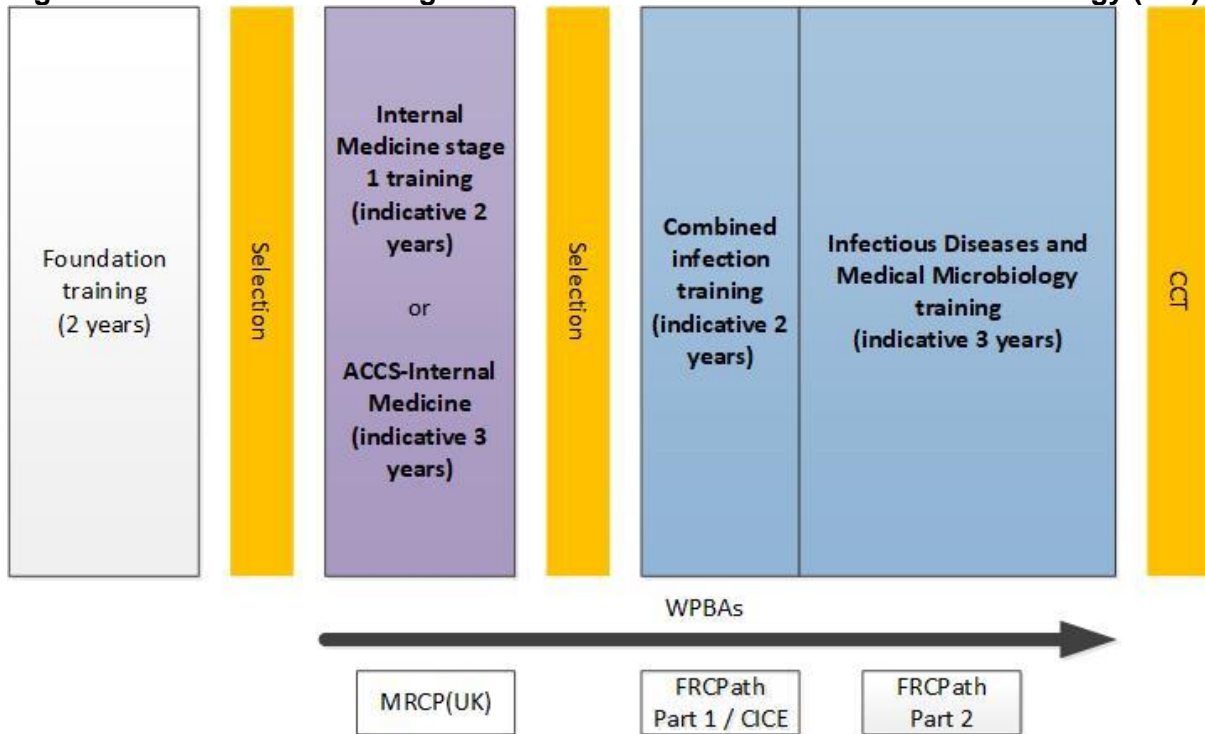 Foundation
training
(2 years)
Selection
Internal
Medicine stage
1 training
(indicative 2
years)
or
ACCS-Internal
Medicine
(indicative 3
years)
Selection
Combined
infection
training
(indicative 2
years)
Infectious Diseases and
Medical Microbiology
training
(indicative 3 years)
CCT
WPBAs
MRCP(UK)
FRCPath
Part 1 / CICE
FRCPath
Part 2